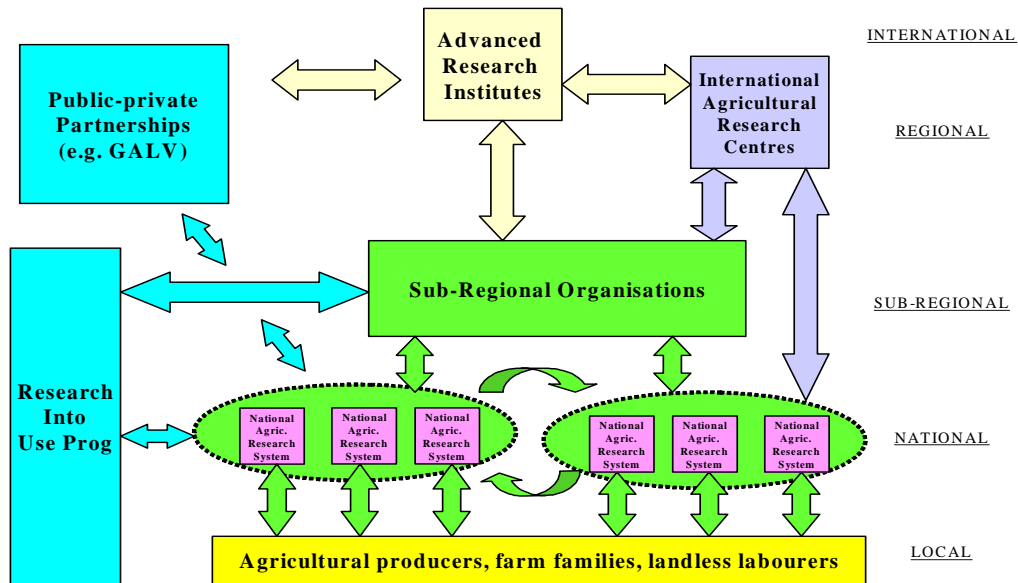 INTERNATIONAL
Advanced
Research
Institutes
Public-private
Partnerships
(e.g. GALV)
International
Agricultural
Research
Centres
REGIONAL
Sub-Regional Organisations
SUB-REGIONAL
Research
Into
Use Prog
National
Agric.
Research
System
National
Agric.
Research
System
National
Agric.
Research
System
National
Agric.
Research
System
National
Agric.
Research
System
National
Agric.
Research
System
NATIONAL
Agricultural producers, farm families, landless labourers
LOCAL